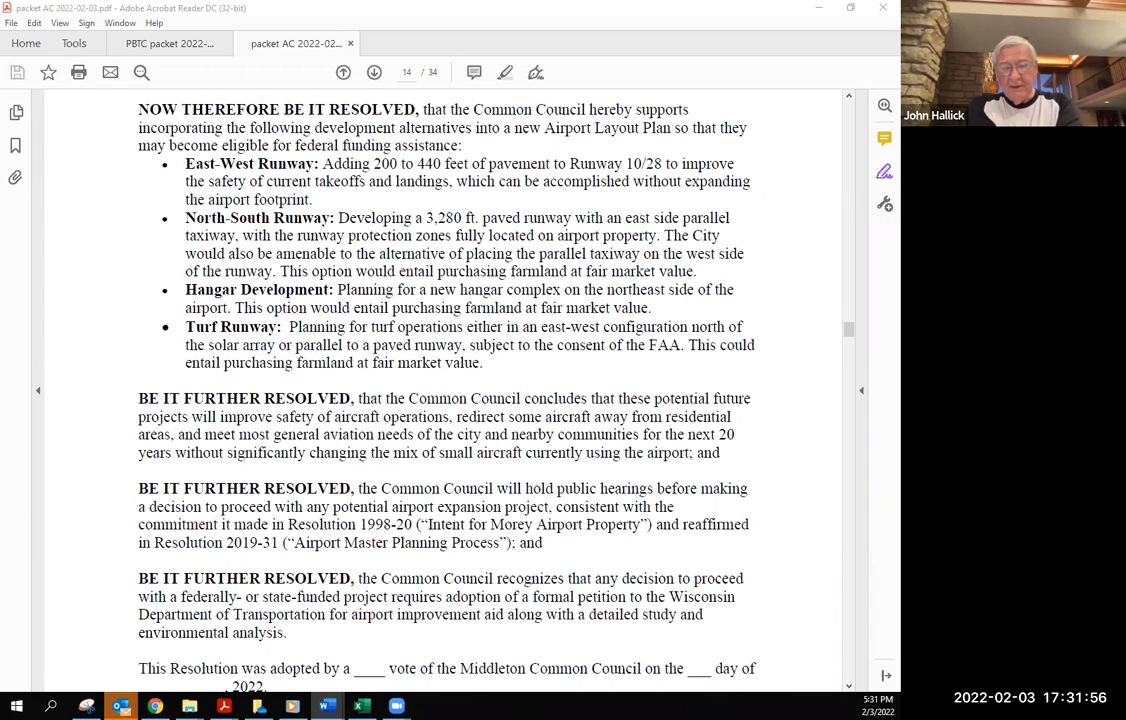 packet AC 2022-02-03.pdf - Adobe Acrobat Reader DC (32-bit)
File Edit View Sign Window Help
Home Tools PBTC packet 2022-... packet AC 2022-02... ×
14 / 34
NOW THEREFORE BE IT RESOLVED, that the Common Council hereby supports
incorporating the following development alternatives into a new Airport Layout Plan so that they
may become eligible for federal funding assistance:
• East-West Runway: Adding 200 to 440 feet of pavement to Runway 10/28 to improve
the safety of current takeoffs and landings, which can be accomplished without expanding
the airport footprint.
• North-South Runway: Developing a 3,280 ft. paved runway with an east side parallel
taxiway, with the runway protection zones fully located on airport property. The City
would also be amenable to the alternative of placing the parallel taxiway on the west side
of the runway. This option would entail purchasing farmland at fair market value.
• Hangar Development: Planning for a new hangar complex on the northeast side of the
airport. This option would entail purchasing farmland at fair market value.
• Turf Runway: Planning for turf operations either in an east-west configuration north of
the solar array or parallel to a paved runway, subject to the consent of the FAA. This could
entail purchasing farmland at fair market value.
BE IT FURTHER RESOLVED, that the Common Council concludes that these potential future
projects will improve safety of aircraft operations, redirect some aircraft away from residential
areas, and meet most general aviation needs of the city and nearby communities for the next 20
years without significantly changing the mix of small aircraft currently using the airport; and
BE IT FURTHER RESOLVED, the Common Council will hold public hearings before making
a decision to proceed with any potential airport expansion project, consistent with the
commitment it made in Resolution 1998-20 (“Intent for Morey Airport Property”) and reaffirmed
in Resolution 2019-31 (“Airport Master Planning Process”); and
BE IT FURTHER RESOLVED, the Common Council recognizes that any decision to proceed
with a federally- or state-funded project requires adoption of a formal petition to the Wisconsin
Department of Transportation for airport improvement aid along with a detailed study and
environmental analysis.
This Resolution was adopted by a ____ vote of the Middleton Common Council on the ___ day of
, 2022.
John Hallick
5:31 PM
2/3/2022
2022-02-03 17:31:56